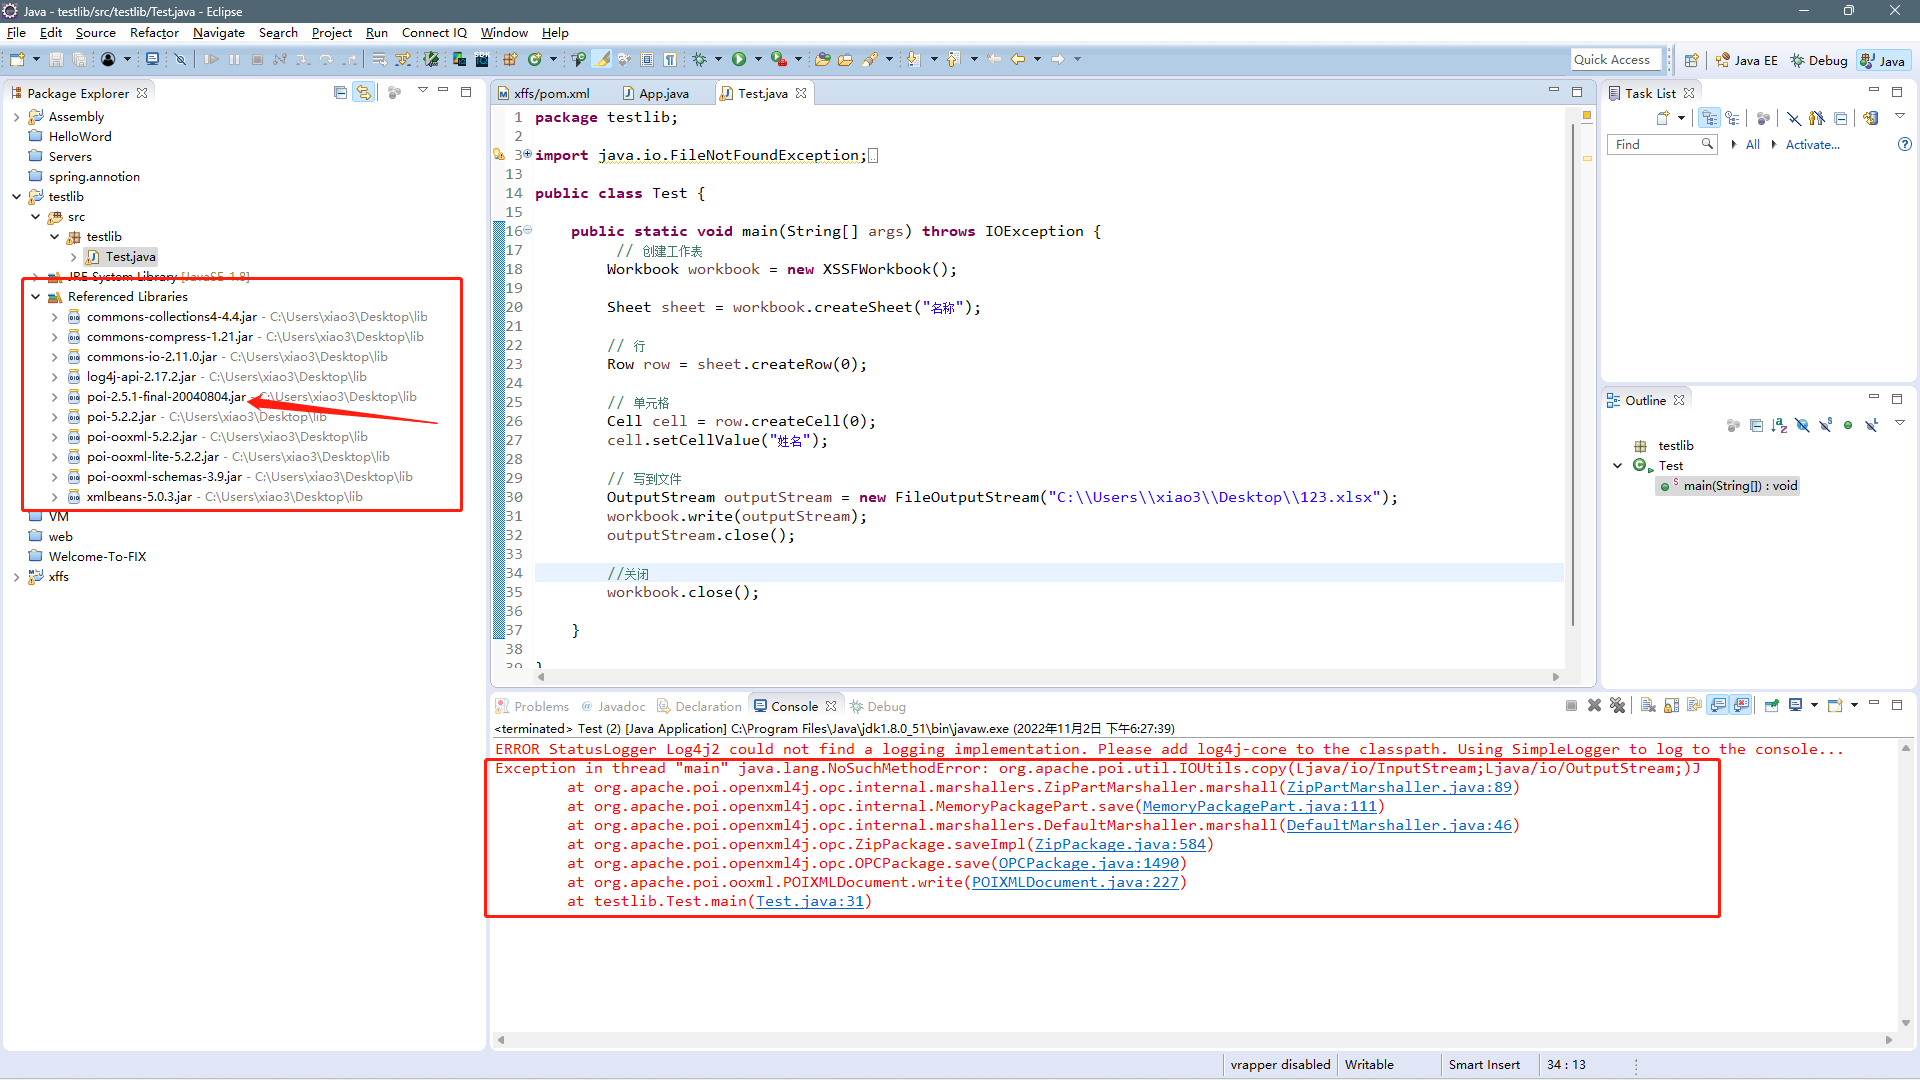 Java - testlib/src/testlib/Test.java - Eclipse
File Edit Source Refactor Navigate Search Project Run Connect IQ Window Help
Quick Access
Java EE
Debug
Java
Package Explorer
Assembly
HelloWord
Servers
spring.annotion
testlib
src
testlib
Test.java
JRE System Library [JavaSE-1.8]
Referenced Libraries
commons-collections4-4.4.jar - C:\Users\xiao3\Desktop\lib
commons-compress-1.21.jar - C:\Users\xiao3\Desktop\lib
commons-io-2.11.0.jar - C:\Users\xiao3\Desktop\lib
log4j-api-2.17.2.jar - C:\Users\xiao3\Desktop\lib
poi-2.5.1-final-20040804.jar - C:\Users\xiao3\Desktop\lib
poi-5.2.2.jar - C:\Users\xiao3\Desktop\lib
poi-ooxml-5.2.2.jar - C:\Users\xiao3\Desktop\lib
poi-ooxml-lite-5.2.2.jar - C:\Users\xiao3\Desktop\lib
poi-ooxml-schemas-3.9.jar - C:\Users\xiao3\Desktop\lib
xmlbeans-5.0.3.jar - C:\Users\xiao3\Desktop\lib
VM
web
Welcome-To-FIX
xffs
xffs/pom.xml
App.java
Test.java
1 package testlib;
2
3 import java.io.FileNotFoundException;
13
14 public class Test {
15
16 public static void main(String[] args) throws IOException {
17 // 创建工作表
18 Workbook workbook = new XSSFWorkbook();
19
20 Sheet sheet = workbook.createSheet("名称");
21
22 // 行
23 Row row = sheet.createRow(0);
24
25 // 单元格
26 Cell cell = row.createCell(0);
27 cell.setCellValue("姓名");
28
29 // 写到文件
30 OutputStream outputStream = new FileOutputStream("C:\\Users\\xiao3\\Desktop\\123.xlsx");
31 workbook.write(outputStream);
32 outputStream.close();
33
34 //关闭
35 workbook.close();
36
37 }
38
39 }
Task List
Find
All
Activate...
Outline
testlib
Test
main(String[]) : void
Problems
@ Javadoc
Declaration
Console
Debug
<terminated> Test (2) [Java Application] C:\Program Files\Java\jdk1.8.0_51\bin\javaw.exe (2022年11月2日 下午6:27:39)
ERROR StatusLogger Log4j2 could not find a logging implementation. Please add log4j-core to the classpath. Using SimpleLogger to log to the console...
Exception in thread "main" java.lang.NoSuchMethodError: org.apache.poi.util.IOUtils.copy(Ljava/io/InputStream;Ljava/io/OutputStream;)J
at org.apache.poi.openxml4j.opc.internal.marshallers.ZipPartMarshaller.marshall(ZipPartMarshaller.java:89)
at org.apache.poi.openxml4j.opc.internal.MemoryPackagePart.save(MemoryPackagePart.java:111)
at org.apache.poi.openxml4j.opc.internal.marshallers.DefaultMarshaller.marshall(DefaultMarshaller.java:46)
at org.apache.poi.openxml4j.opc.ZipPackage.saveImpl(ZipPackage.java:584)
at org.apache.poi.openxml4j.opc.OPCPackage.save(OPCPackage.java:1490)
at org.apache.poi.ooxml.POIXMLDocument.write(POIXMLDocument.java:227)
at testlib.Test.main(Test.java:31)
vrapper disabled
Writable
Smart Insert
34 : 13